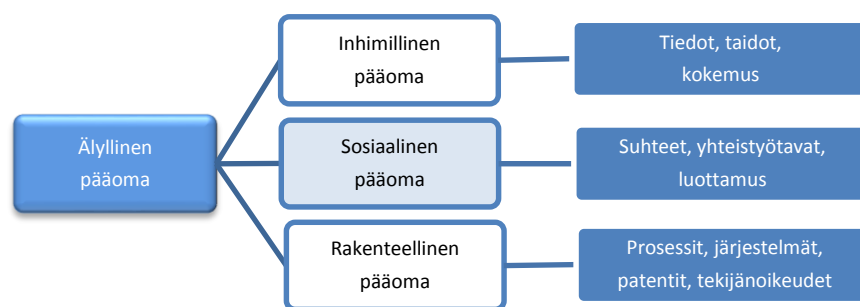 Älyllinen
pääoma
Inhimillinen
pääoma
Tiedot, taidot,
kokemus
Sosiaalinen
pääoma
Suhteet, yhteistyötavat,
luottamus
Rakenteellinen
pääoma
Prosessit, järjestelmät,
patentit, tekijänoikeudet